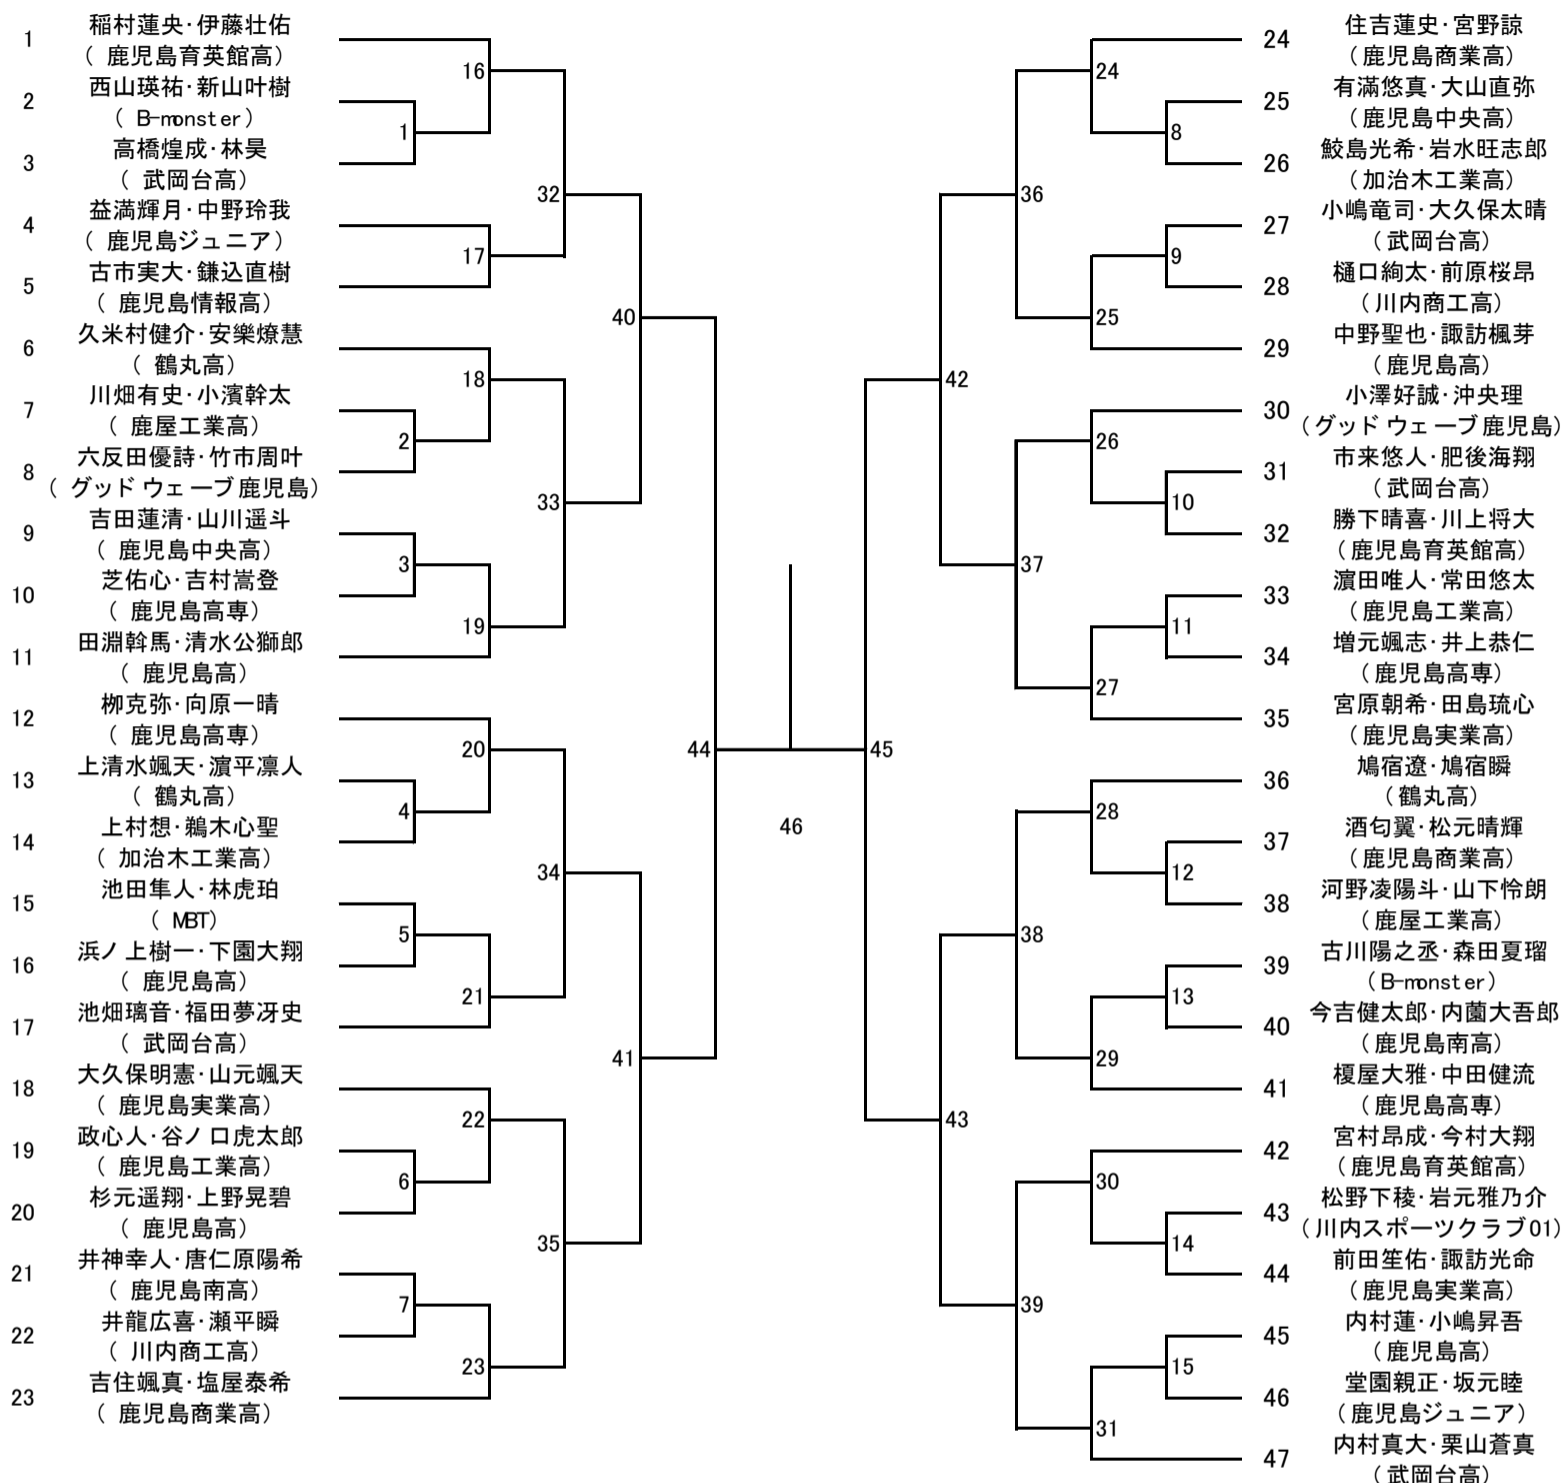 1 稲村蓮央･伊藤壮佑
( 鹿児島育英館高)
2 西山瑛祐･新山叶樹
( B-monster)
3 高橋煌成･林昊
( 武岡台高)
4 益満輝月･中野玲我
( 鹿児島ジュニア)
5 古市実大･鎌込直樹
( 鹿児島情報高)
6 久米村健介･安樂燎慧
( 鶴丸高)
7 川畑有史･小濱幹太
( 鹿屋工業高)
8 六反田優詩･竹市周叶
( グッドウェーブ鹿児島)
9 吉田蓮清･山川遥斗
( 鹿児島中央高)
10 芝佑心･吉村嵩登
( 鹿児島高専)
11 田淵斡馬･清水公獅郎
( 鹿児島高)
12 栁克弥･向原一晴
( 鹿児島高専)
13 上清水颯天･濵平凛人
( 鶴丸高)
14 上村想･鵜木心聖
( 加治木工業高)
15 池田隼人･林虎珀
( MBT)
16 浜ノ上樹一･下園大翔
( 鹿児島高)
17 池畑璃音･福田夢冴史
( 武岡台高)
18 大久保明憲･山元颯天
( 鹿児島実業高)
19 政心人･谷ノ口虎太郎
( 鹿児島工業高)
20 杉元遥翔･上野晃碧
( 鹿児島高)
21 井神幸人･唐仁原陽希
( 鹿児島南高)
22 井龍広喜･瀬平瞬
( 川内商工高)
23 吉住颯真･塩屋泰希
( 鹿児島商業高)
1
2
3
4
5
6
7
16
17
18
19
20
21
22
23
32
33
34
35
40
41
44
46
45
42
43
36
37
38
39
24
25
26
27
28
29
30
31
8
9
10
11
12
13
14
15
24 住吉蓮史･宮野諒
(鹿児島商業高)
25 有滿悠真･大山直弥
(鹿児島中央高)
26 鮫島光希･岩水旺志郎
(加治木工業高)
27 小嶋竜司･大久保太晴
(武岡台高)
28 樋口絢太･前原桜昂
(川内商工高)
29 中野聖也･諏訪楓芽
(鹿児島高)
30 小澤好誠･沖央理
(グッドウェーブ鹿児島)
31 市来悠人･肥後海翔
(武岡台高)
32 勝下晴喜･川上将大
(鹿児島育英館高)
33 濵田唯人･常田悠太
(鹿児島工業高)
34 増元颯志･井上恭仁
(鹿児島高専)
35 宮原朝希･田島琉心
(鹿児島実業高)
36 鳩宿遼･鳩宿瞬
(鶴丸高)
37 酒匂翼･松元晴輝
(鹿児島商業高)
38 河野凌陽斗･山下怜朗
(鹿屋工業高)
39 古川陽之丞･森田夏瑠
(B-monster)
40 今吉健太郎･内薗大吾郎
(鹿児島南高)
41 榎屋大雅･中田健流
(鹿児島高専)
42 宮村昂成･今村大翔
(鹿児島育英館高)
43 松野下稜･岩元雅乃介
(川内スポーツクラブ01)
44 前田笙佑･諏訪光命
(鹿児島実業高)
45 内村蓮･小嶋昇吾
(鹿児島高)
46 堂園親正･坂元睦
(鹿児島ジュニア)
47 内村真大･栗山蒼真
(武岡台高)